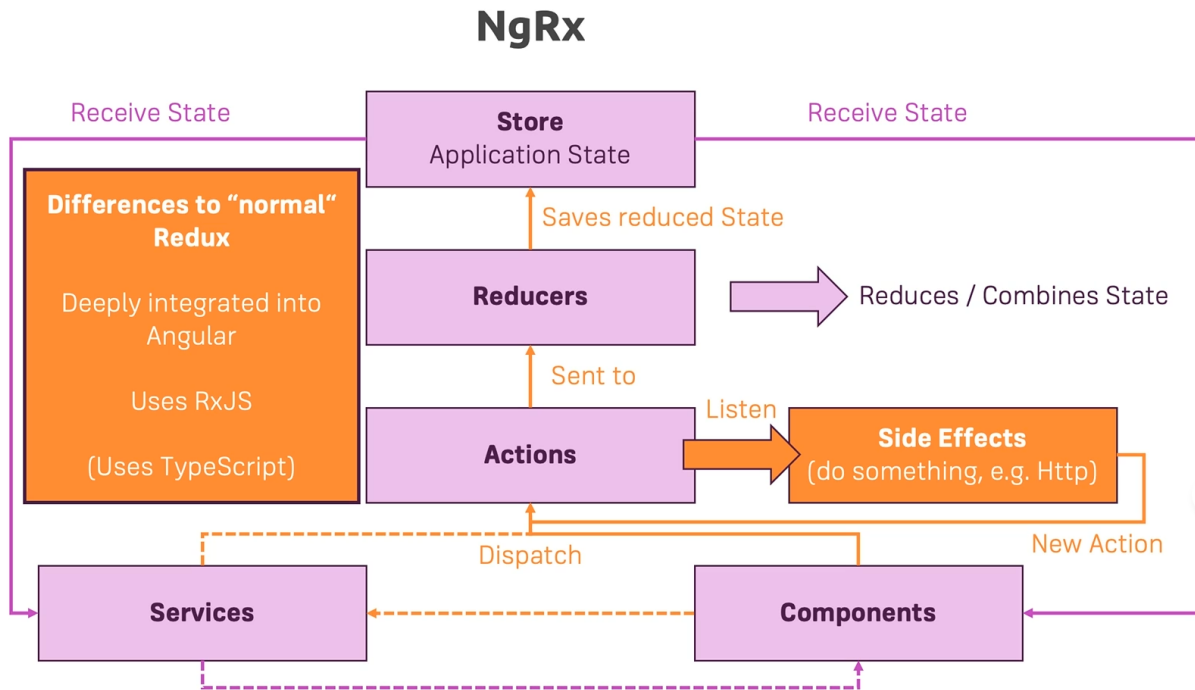 NgRx
Receive State
Receive State
Store
Application State
Differences to “normal“
Redux
Deeply integrated into
Angular
Uses RxJS
(Uses TypeScript)
Saves reduced State
Reducers
Reduces / Combines State
Sent to
Listen
Actions
Side Effects
(do something, e.g. Http)
New Action
Dispatch
Services
Components